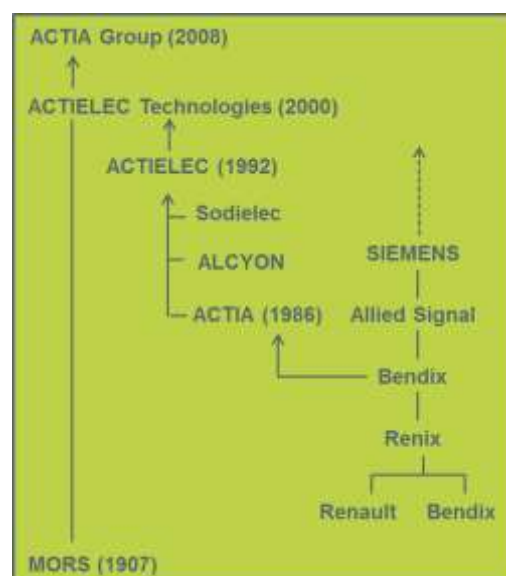 ACTIA Group (2008)
ACTIELEC Technologies (2000)
ACTIELEC (1992)
Sodielec
SIEMENS
ALCYON
ACTIA (1986)
Allied Signal
Bendix
Renix
Renault
Bendix
MORS (1907)